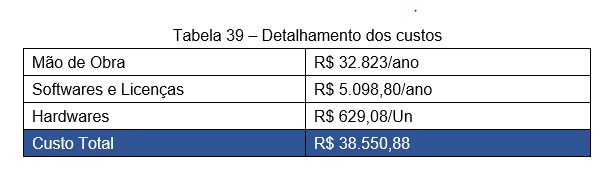 Tabela 39 – Detalhamento dos custos
Mão de Obra R$ 32.823/ano
Softwares e Licenças R$ 5.098,80/ano
Hardwares R$ 629,08/Un
Custo Total R$ 38.550,88